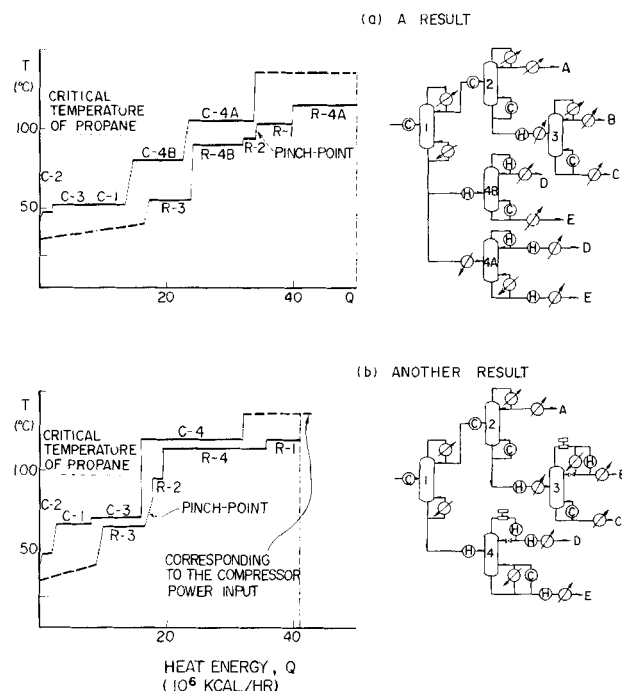 (a) A RESULT
T
(°C)
CRITICAL
TEMPERATURE
OF PROPANE
100
50
C-2
C-3 C-1
C-4B
C-4A
R-3
R-4B
R-2
R-1
R-4A
PINCH-POINT
20
40
Q
C
1
C
2
A
C
H
3
B
C
C
H
4B
H
D
C
E
4A
H
H
D
H
E
(b) ANOTHER RESULT
T
(°C)
CRITICAL
TEMPERATURE
OF PROPANE
100
50
C-2
C-1
C-3
C-4
R-3
R-2
R-4
R-1
PINCH-POINT
CORRESPONDING
TO THE COMPRESSOR
POWER INPUT
20
40
HEAT ENERGY, Q
(10⁶ KCAL/HR)
C
1
C
2
A
C
H
3
H
B
C
C
H
4
H
H
D
C
H
E